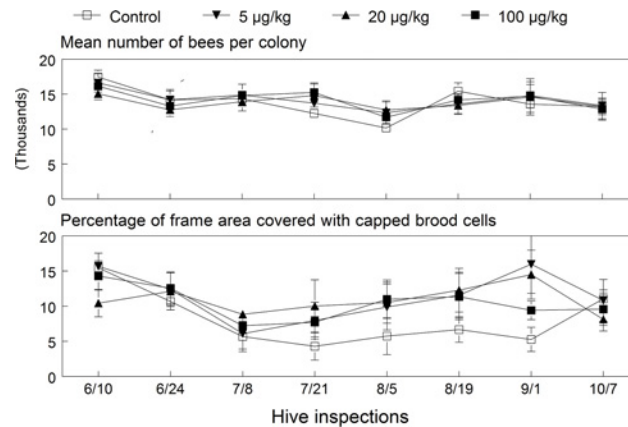 Control 5 µg/kg 20 µg/kg 100 µg/kg
Mean number of bees per colony
20
15
10
5
0
(Thousands)
Percentage of frame area covered with capped brood cells
20
15
10
5
0
6/10 6/24 7/8 7/21 8/5 8/19 9/1 10/7
Hive inspections